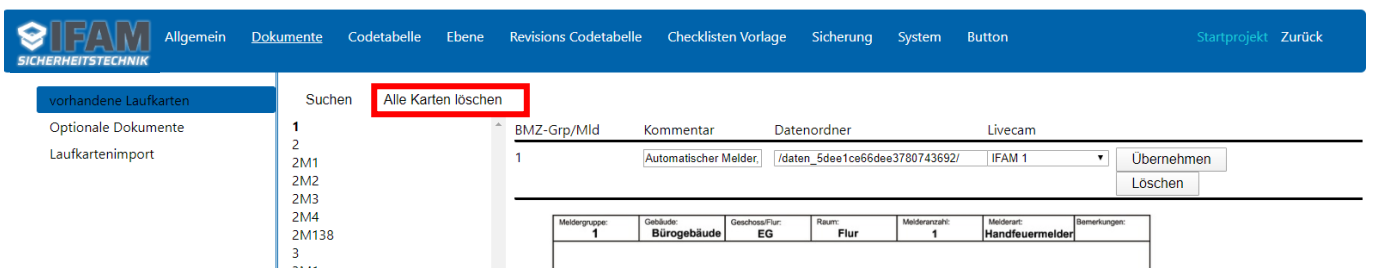 IFAM
SICHERHEITSTECHNIK
Allgemein Dokumente Codetabelle Ebene Revisions Codetabelle Checklisten Vorlage Sicherung System Button Startprojekt Zurück
vorhandene Laufkarten
Optionale Dokumente
Laufkartenimport
Suchen Alle Karten löschen
1
2
2M1
2M2
2M3
2M4
2M138
3
BMZ-Grp/Mld Kommentar Datenordner Livecam
1 Automatischer Melder, /daten_5dee1ce66dee3780743692/ IFAM 1 Übernehmen
Löschen
Meldergruppe: Gebäude: Geschoss/Flur: Raum: Melderanzahl: Melderart: Bemerkungen:
1 Bürogebäude EG Flur 1 Handfeuermelder